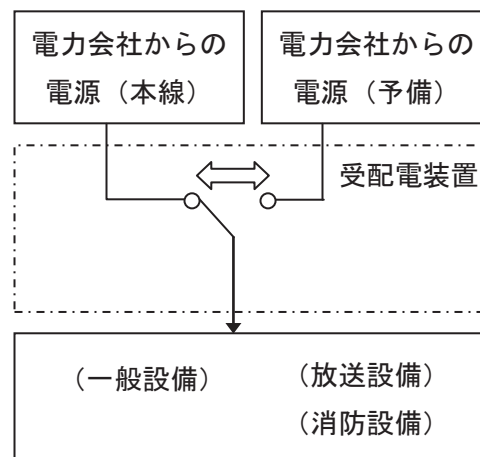 電力会社からの
電源（本線）
電力会社からの
電源（予備）
受配電装置
（一般設備）
（放送設備）
（消防設備）